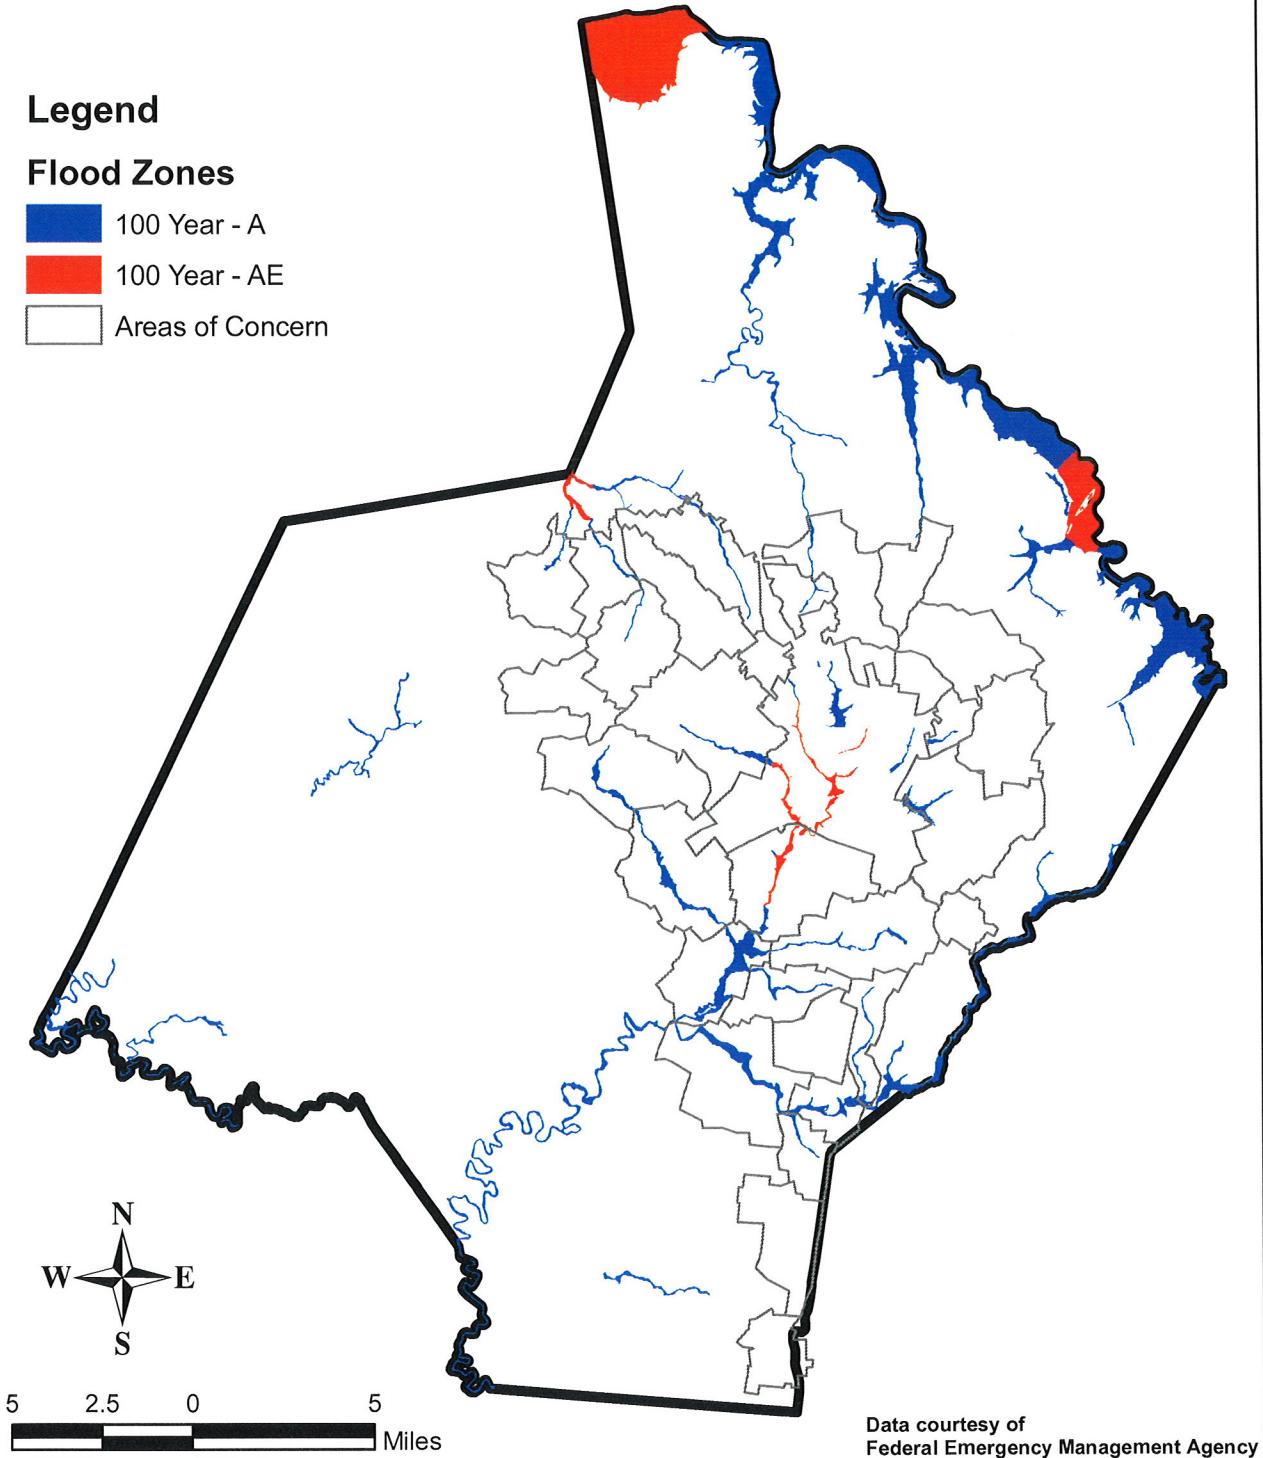 Legend
Flood Zones
100 Year - A
100 Year - AE
Areas of Concern
N
W E
S
5 2.5 0 5
Miles
Data courtesy of
Federal Emergency Management Agency